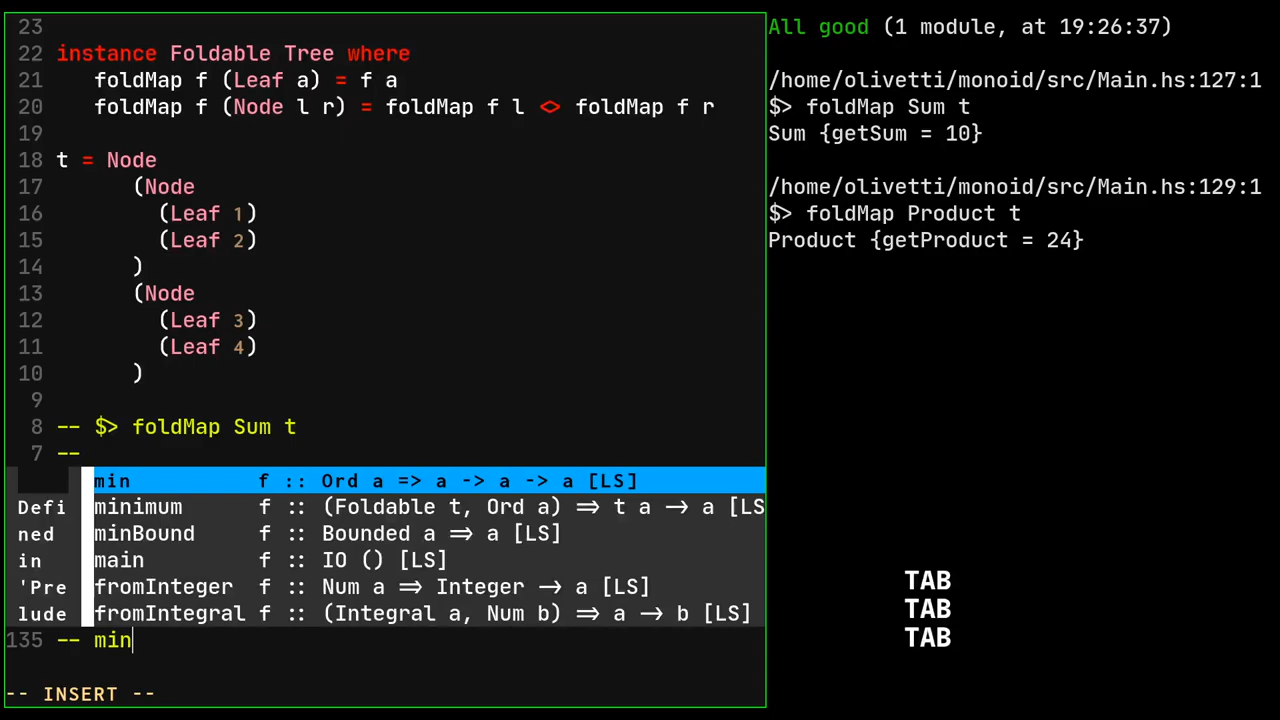 23
22 instance Foldable Tree where
21 foldMap f (Leaf a) = f a
20 foldMap f (Node l r) = foldMap f l <> foldMap f r
19
18 t = Node
17 (Node
16 (Leaf 1)
15 (Leaf 2)
14 )
13 (Node
12 (Leaf 3)
11 (Leaf 4)
10 )
9
8 -- $> foldMap Sum t
7 --
min f :: Ord a => a -> a -> a [LS]
Defi minimum f :: (Foldable t, Ord a) => t a -> a [LS
ned minBound f :: Bounded a => a [LS]
in main f :: IO () [LS]
'Pre fromInteger f :: Num a => Integer -> a [LS]
lude fromIntegral f :: (Integral a, Num b) => a -> b [LS]
135 -- min
-- INSERT --
All good (1 module, at 19:26:37)
/home/olivetti/monoid/src/Main.hs:127:1
$> foldMap Sum t
Sum {getSum = 10}
/home/olivetti/monoid/src/Main.hs:129:1
$> foldMap Product t
Product {getProduct = 24}
TAB
TAB
TAB